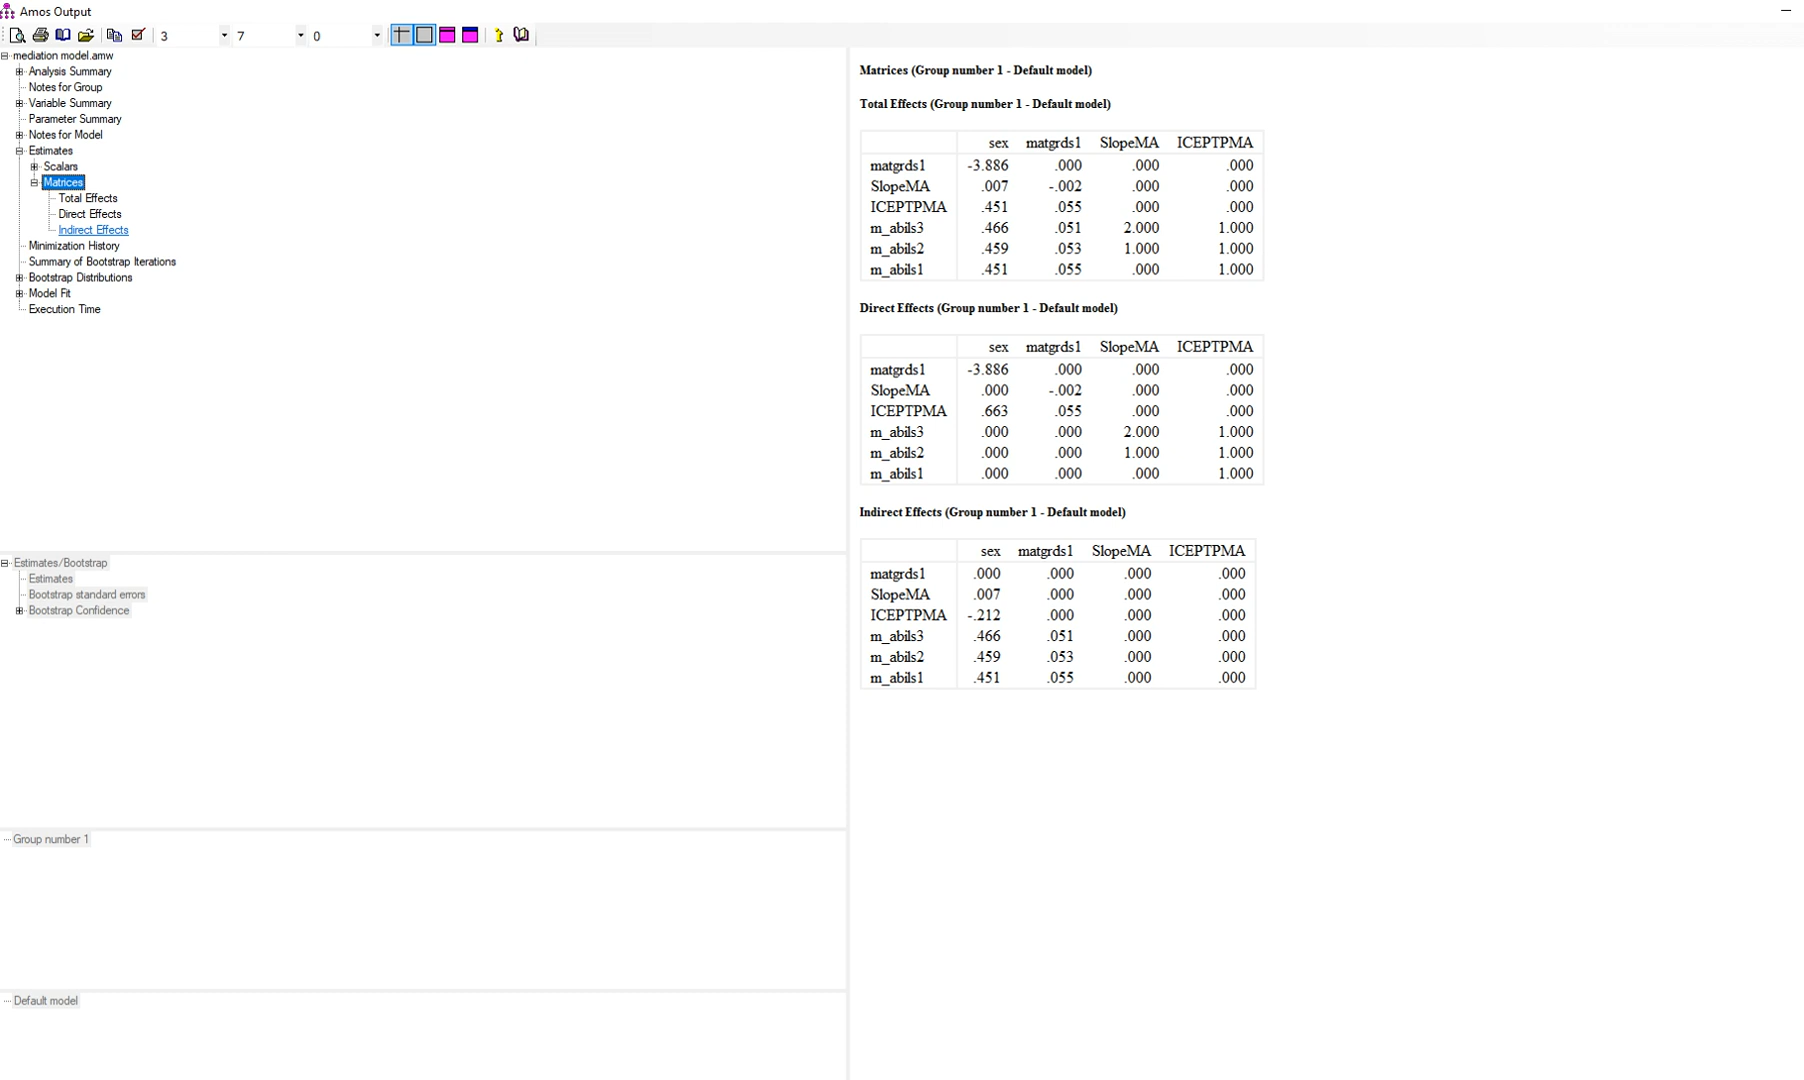 Amos Output
3 7 0
mediation model.amw
Analysis Summary
Notes for Group
Variable Summary
Parameter Summary
Notes for Model
Estimates
Scalars
Matrices
Total Effects
Direct Effects
Indirect Effects
Minimization History
Summary of Bootstrap Iterations
Bootstrap Distributions
Model Fit
Execution Time
Estimates/Bootstrap
Estimates
Bootstrap standard errors
Bootstrap Confidence
Group number 1
Default model
Matrices (Group number 1 - Default model)
Total Effects (Group number 1 - Default model)
sex matgrds1 SlopeMA ICEPTPMA
matgrds1 -3.886 .000 .000 .000
SlopeMA .007 -.002 .000 .000
ICEPTPMA .451 .055 .000 .000
m_abils3 .466 .051 2.000 1.000
m_abils2 .459 .053 1.000 1.000
m_abils1 .451 .055 .000 1.000
Direct Effects (Group number 1 - Default model)
sex matgrds1 SlopeMA ICEPTPMA
matgrds1 -3.886 .000 .000 .000
SlopeMA .000 -.002 .000 .000
ICEPTPMA .663 .055 .000 .000
m_abils3 .000 .000 2.000 1.000
m_abils2 .000 .000 1.000 1.000
m_abils1 .000 .000 .000 1.000
Indirect Effects (Group number 1 - Default model)
sex matgrds1 SlopeMA ICEPTPMA
matgrds1 .000 .000 .000 .000
SlopeMA .007 .000 .000 .000
ICEPTPMA -.212 .000 .000 .000
m_abils3 .466 .051 .000 .000
m_abils2 .459 .053 .000 .000
m_abils1 .451 .055 .000 .000